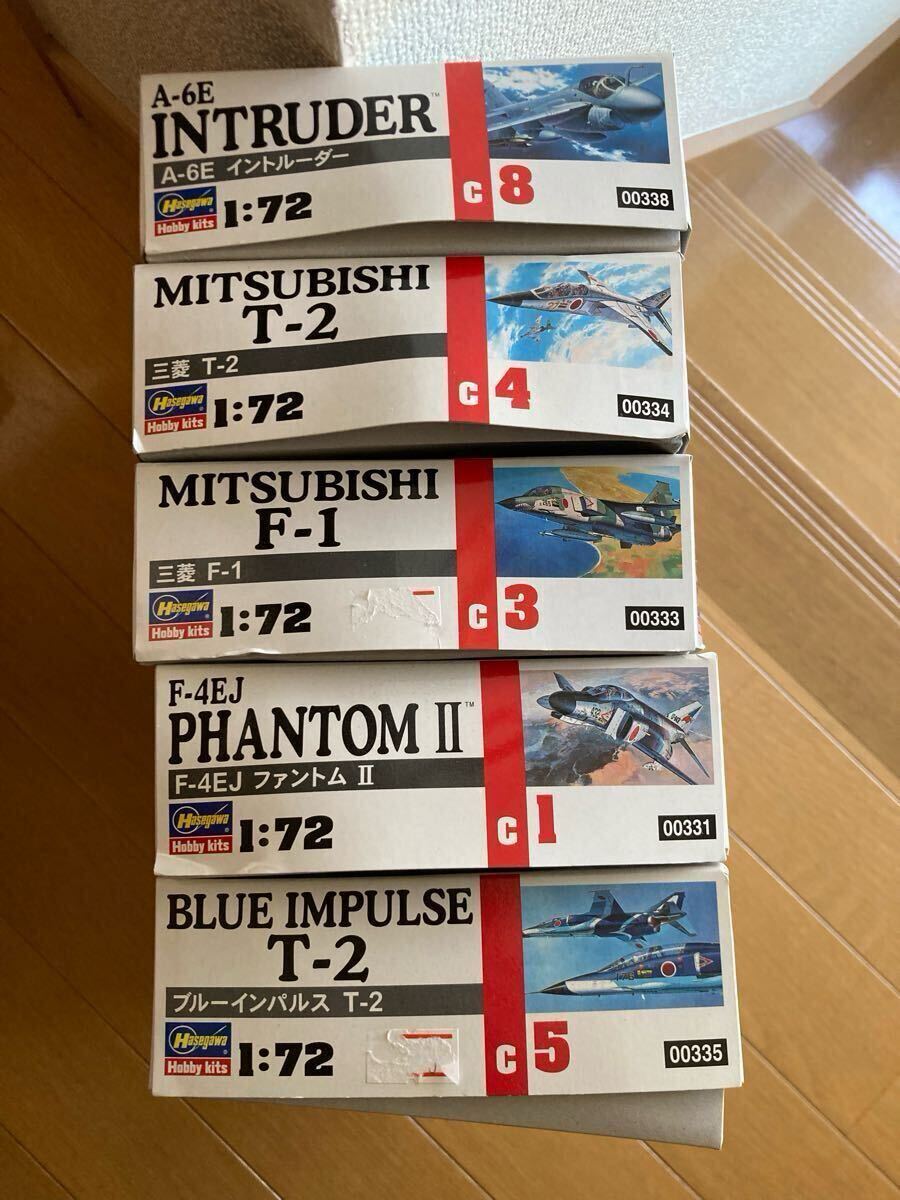 A-6E
INTRUDER™
A-6E イントルーダー
Hasegawa
Hobby kits
1:72
C 8
00338
MITSUBISHI
T-2
三菱 T-2
Hasegawa
Hobby kits
1:72
C 4
00334
MITSUBISHI
F-1
三菱 F-1
Hasegawa
Hobby kits
1:72
C 3
00333
F-4EJ
PHANTOM II™
F-4EJ ファントム II
Hasegawa
Hobby kits
1:72
C 1
00331
BLUE IMPULSE
T-2
ブルーインパルス T-2
Hasegawa
Hobby kits
1:72
C 5
00335